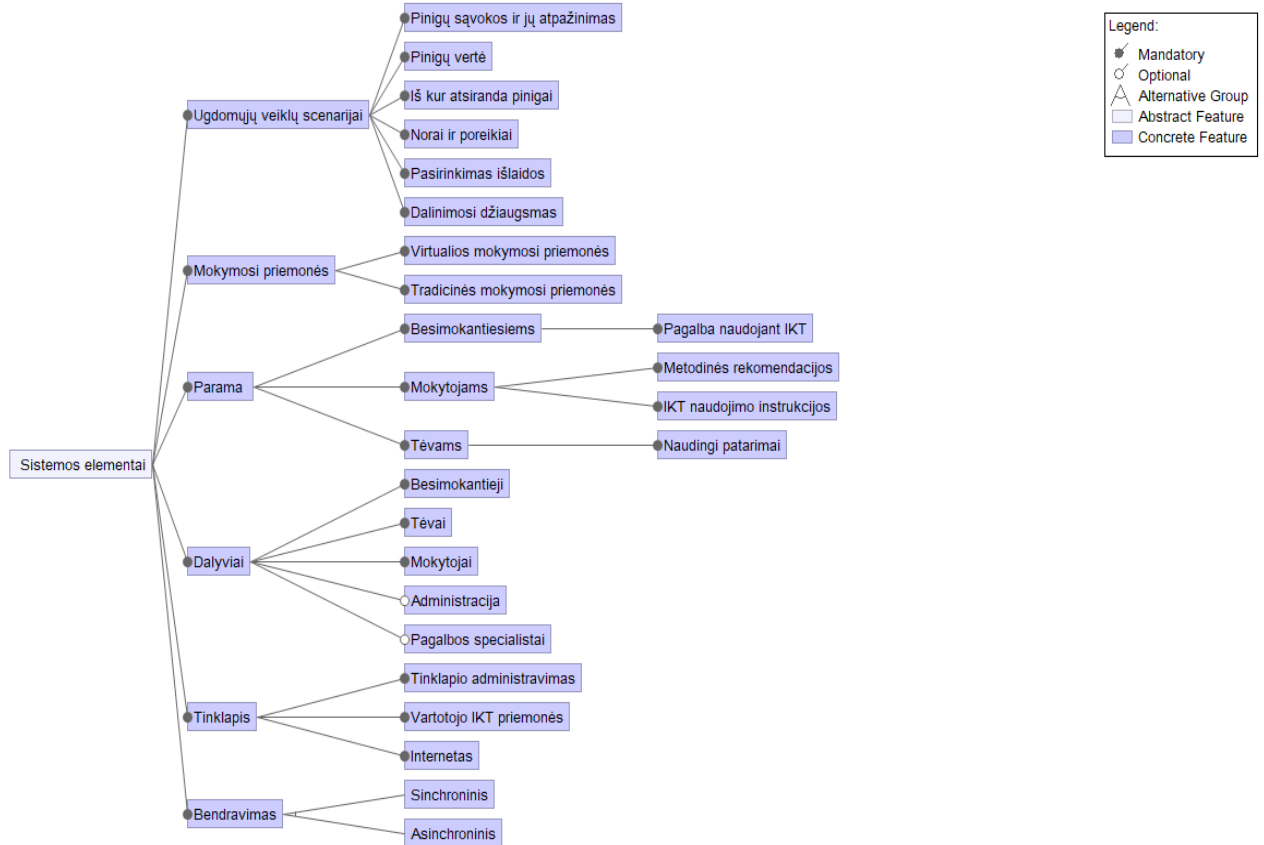 Sistemos elementai
Ugdomųjų veiklų scenarijai
Pinigų sąvokos ir jų atpažinimas
Pinigų vertė
Iš kur atsiranda pinigai
Norai ir poreikiai
Pasirinkimas išlaidos
Dalinimosi džiaugsmas
Mokymosi priemonės
Virtualios mokymosi priemonės
Tradicinės mokymosi priemonės
Parama
Besimokantiesiems
Pagalba naudojant IKT
Mokytojams
Metodinės rekomendacijos
IKT naudojimo instrukcijos
Tėvams
Naudingi patarimai
Dalyviai
Besimokantieji
Tėvai
Mokytojai
Administracija
Pagalbos specialistai
Tinklapis
Tinklapio administravimas
Vartotojo IKT priemonės
Internetas
Bendravimas
Sinchroninis
Asinchroninis
Legend:
Mandatory
Optional
Alternative Group
Abstract Feature
Concrete Feature